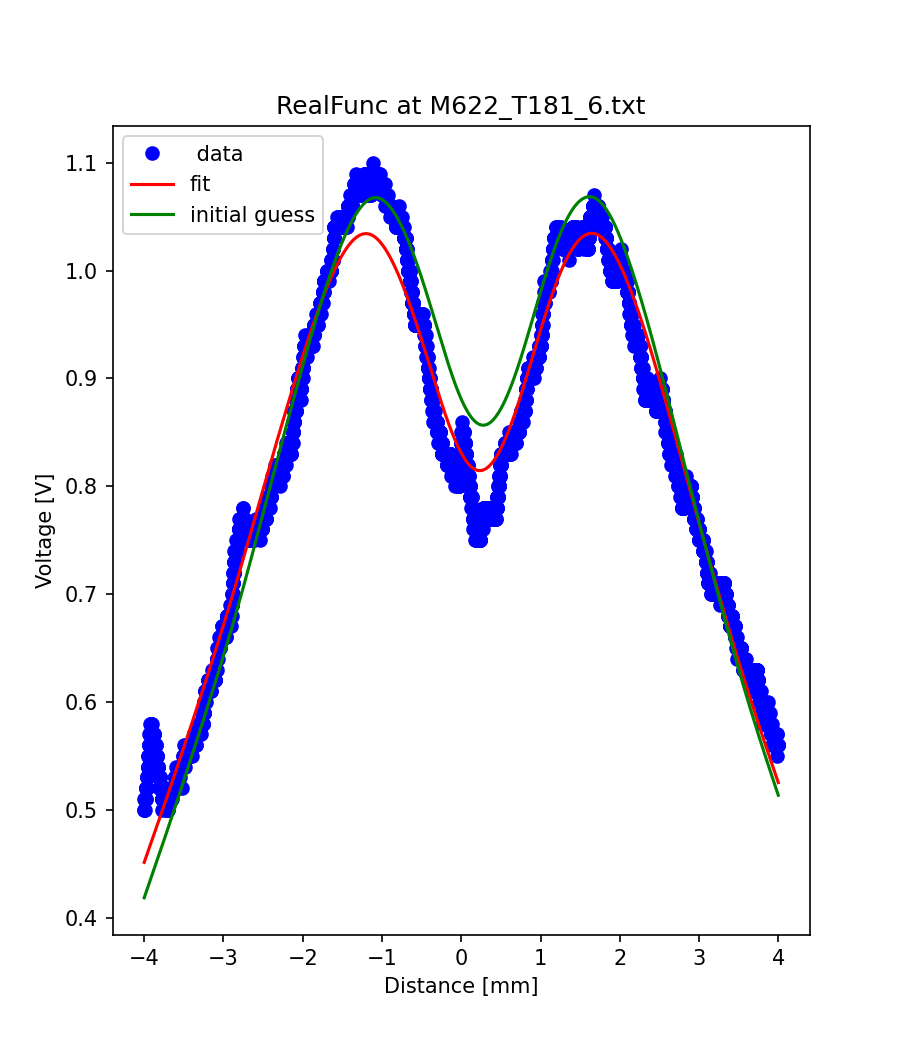 RealFunc at M622_T181_6.txt
data
fit
initial guess
1.1
1.0
0.9
0.8
0.7
0.6
0.5
0.4
Voltage [V]
−4 −3 −2 −1 0 1 2 3 4
Distance [mm]